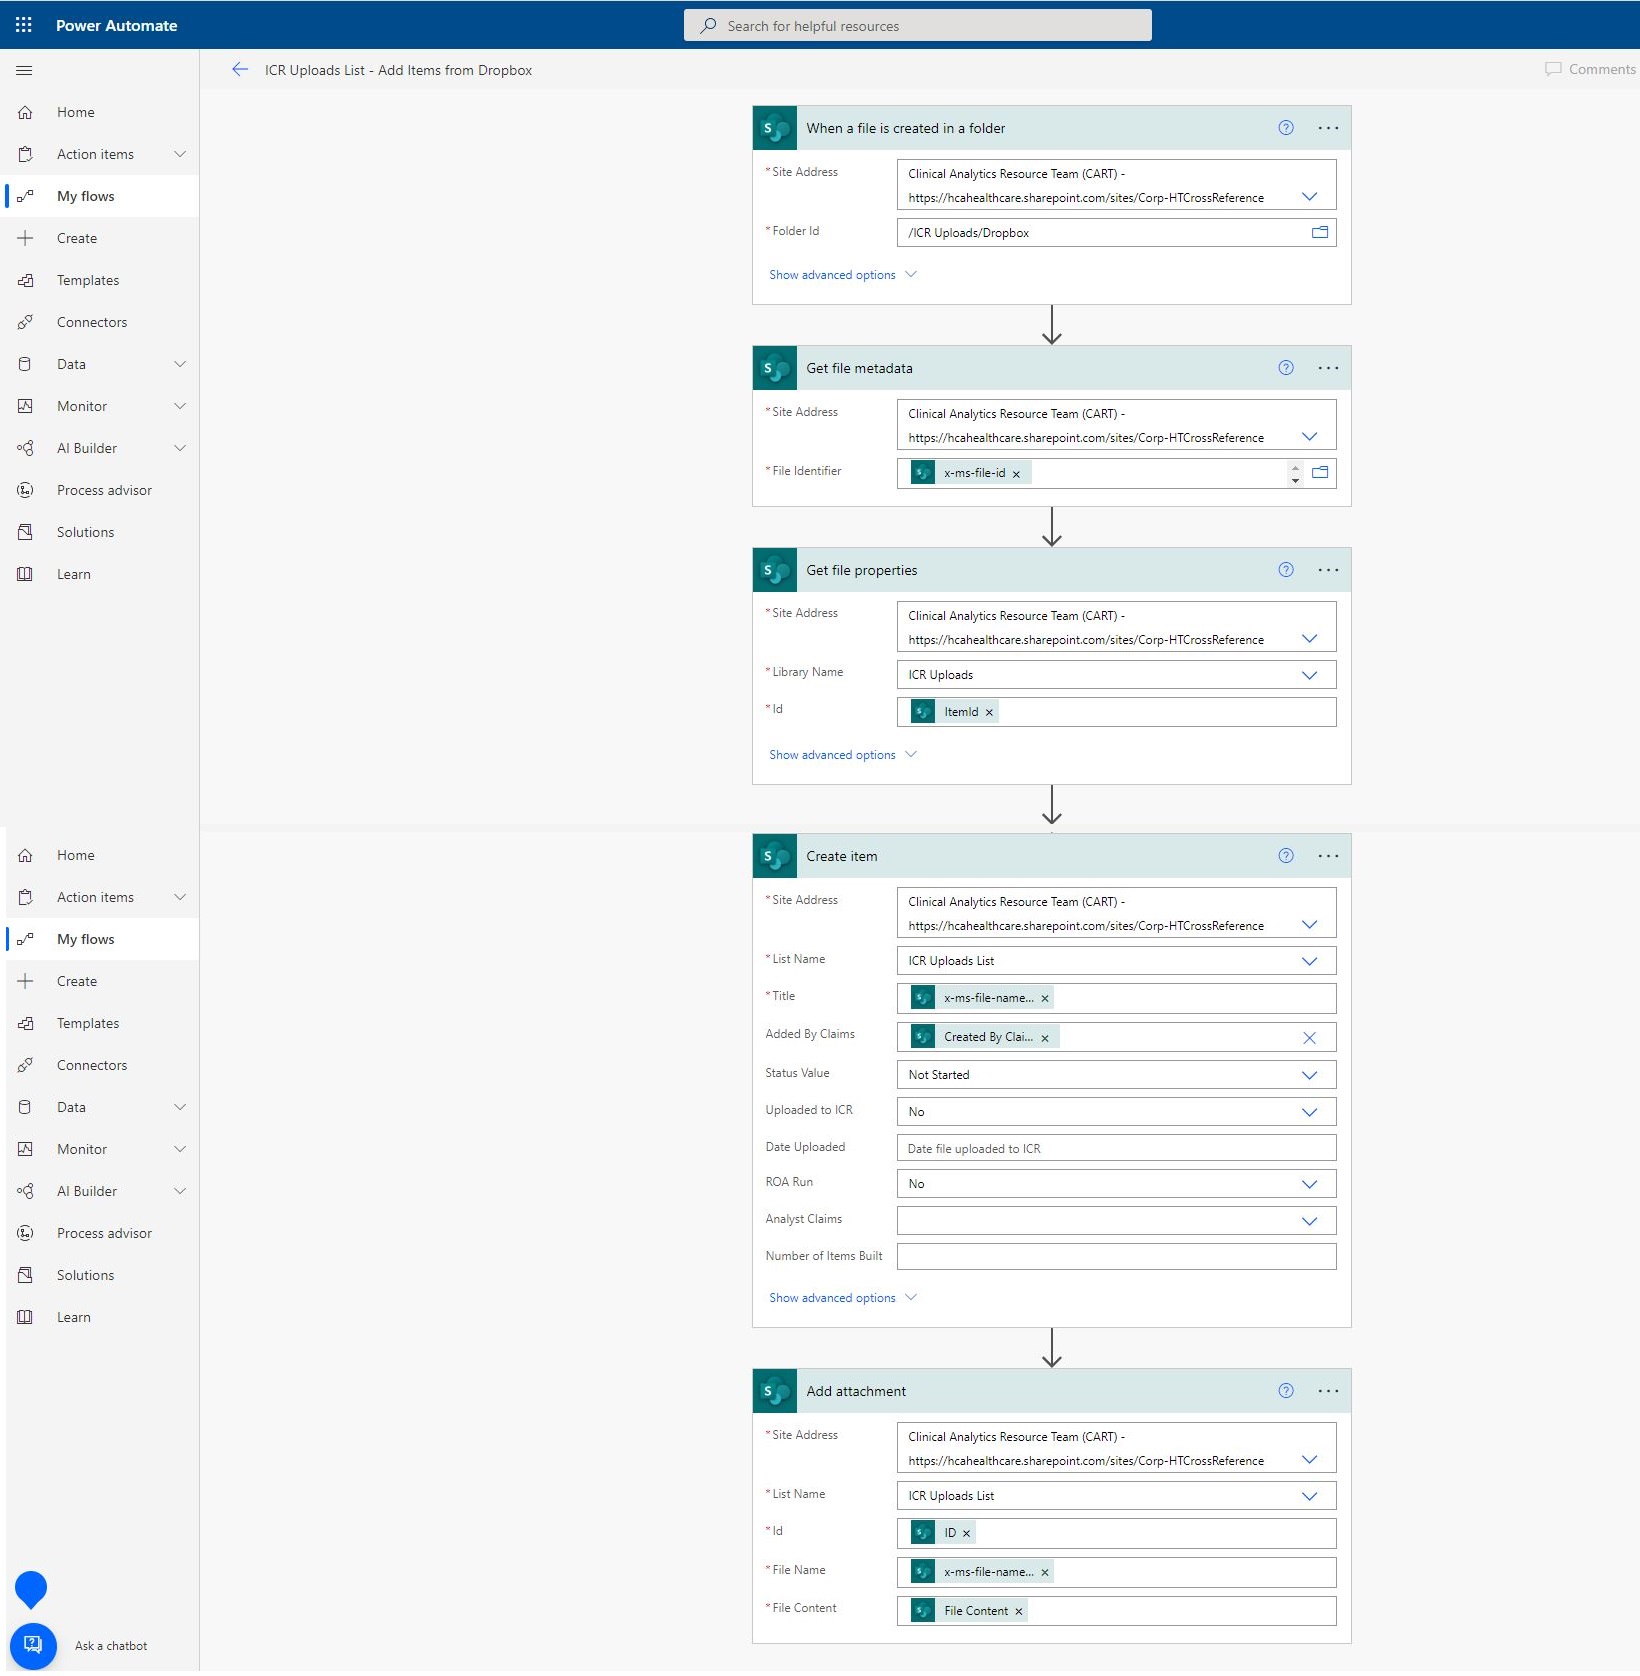 Power Automate
Search for helpful resources
ICR Uploads List - Add Items from Dropbox
Comments
Home
Action items
My flows
Create
Templates
Connectors
Data
Monitor
AI Builder
Process advisor
Solutions
Learn
When a file is created in a folder
* Site Address
Clinical Analytics Resource Team (CART) -
https://hcahealthcare.sharepoint.com/sites/Corp-HTCrossReference
* Folder Id
/ICR Uploads/Dropbox
Show advanced options
Get file metadata
* Site Address
Clinical Analytics Resource Team (CART) -
https://hcahealthcare.sharepoint.com/sites/Corp-HTCrossReference
* File Identifier
x-ms-file-id
Get file properties
* Site Address
Clinical Analytics Resource Team (CART) -
https://hcahealthcare.sharepoint.com/sites/Corp-HTCrossReference
* Library Name
ICR Uploads
* Id
ItemId
Show advanced options
Home
Action items
My flows
Create
Templates
Connectors
Data
Monitor
AI Builder
Process advisor
Solutions
Learn
Create item
* Site Address
Clinical Analytics Resource Team (CART) -
https://hcahealthcare.sharepoint.com/sites/Corp-HTCrossReference
* List Name
ICR Uploads List
* Title
x-ms-file-name...
Added By Claims
Created By Clai...
Status Value
Not Started
Uploaded to ICR
No
Date Uploaded
Date file uploaded to ICR
ROA Run
No
Analyst Claims
Number of Items Built
Show advanced options
Add attachment
* Site Address
Clinical Analytics Resource Team (CART) -
https://hcahealthcare.sharepoint.com/sites/Corp-HTCrossReference
* List Name
ICR Uploads List
* Id
ID
* File Name
x-ms-file-name...
* File Content
File Content
Ask a chatbot